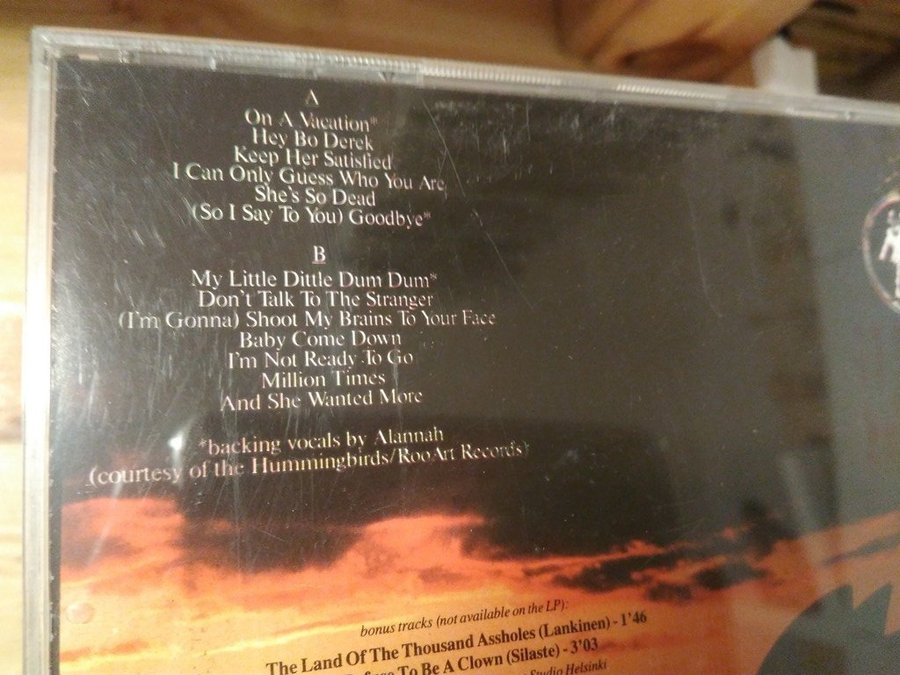 A
On A Vacation*
Hey Bo Derek
Keep Her Satisfied
I Can Only Guess Who You Are
She's So Dead
(So I Say To You) Goodbye*
B
My Little Dittle Dum Dum*
Don't Talk To The Stranger
(I'm Gonna) Shoot My Brains To Your Face
Baby Come Down
I'm Not Ready To Go
Million Times
And She Wanted More
*backing vocals by Alannah
(courtesy of the Hummingbirds/RooArt Records)
bonus tracks (not available on the LP):
The Land Of The Thousand Assholes (Lankinen) - 1'46
To Be A Clown (Silaste) - 3'03
Studio Helsinki